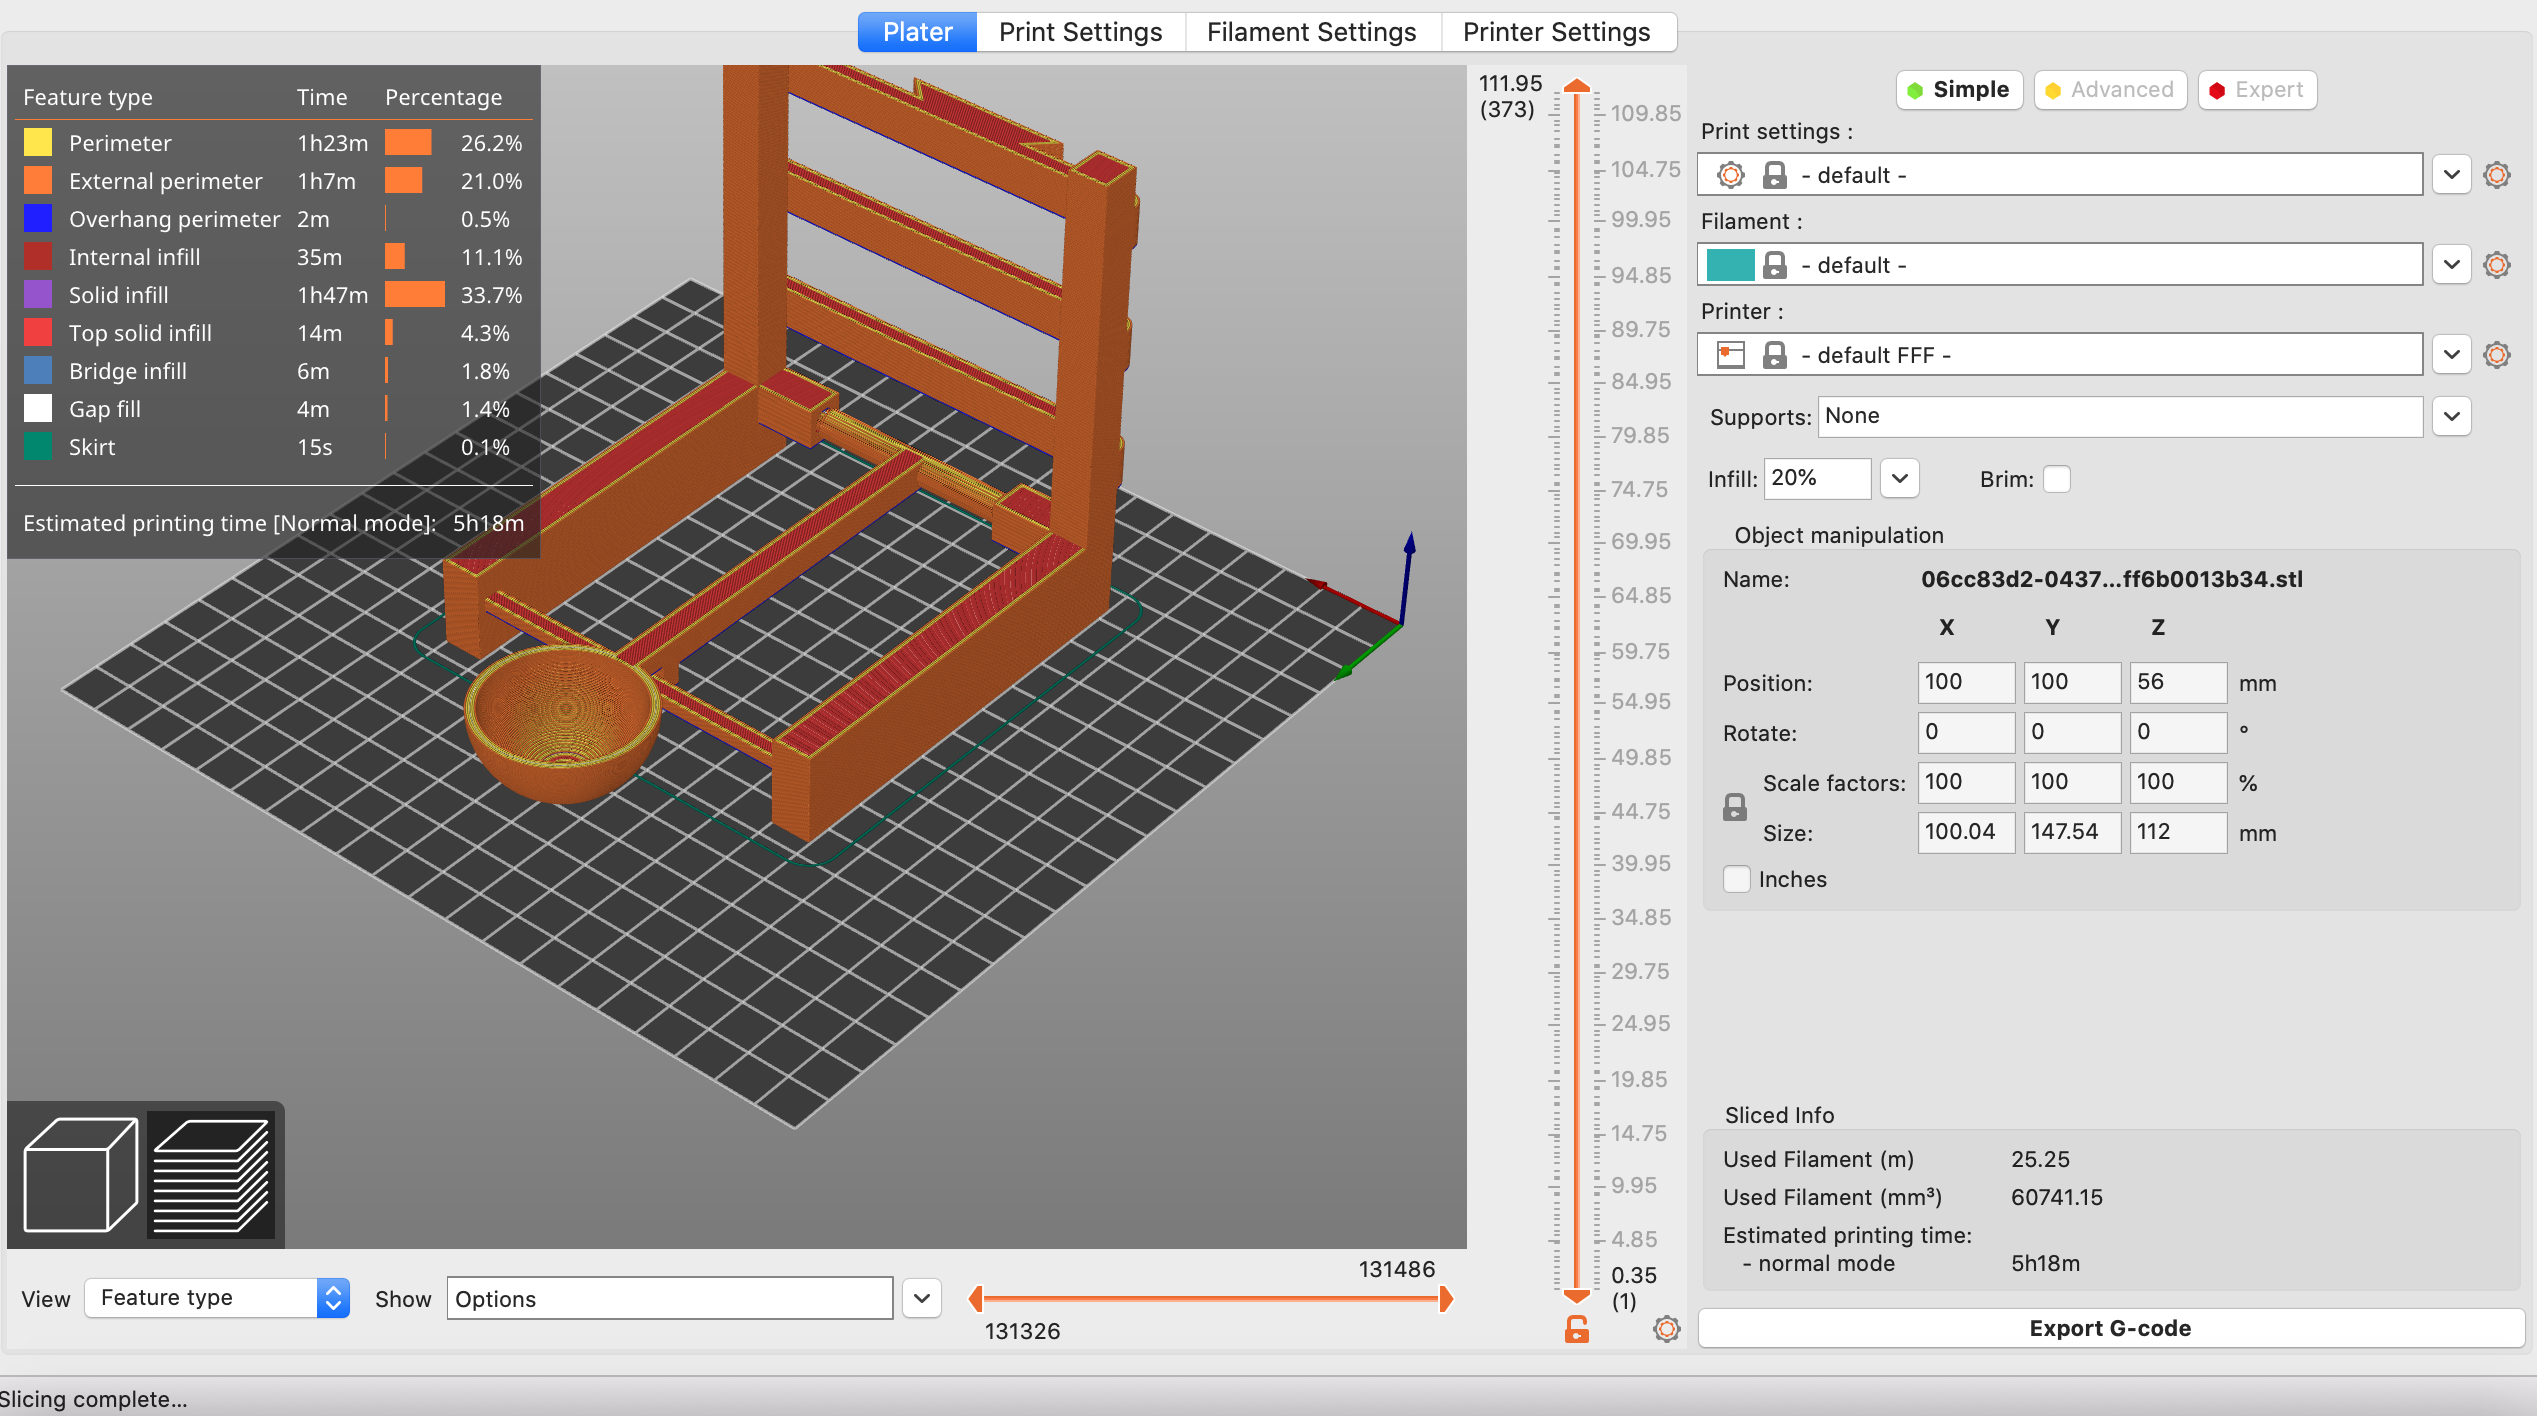 Plater Print Settings Filament Settings Printer Settings
Feature type Time Percentage
Perimeter 1h23m 26.2%
External perimeter 1h7m 21.0%
Overhang perimeter 2m 0.5%
Internal infill 35m 11.1%
Solid infill 1h47m 33.7%
Top solid infill 14m 4.3%
Bridge infill 6m 1.8%
Gap fill 4m 1.4%
Skirt 15s 0.1%
Estimated printing time [Normal mode]: 5h18m
111.95
(373)
109.85
104.75
99.95
94.85
89.75
84.95
79.85
74.75
69.95
64.85
59.75
54.95
49.85
44.75
39.95
34.85
29.75
24.95
19.85
14.75
9.95
4.85
0.35
(1)
Simple Advanced Expert
Print settings :
- default -
Filament :
- default -
Printer :
- default FFF -
Supports: None
Infill: 20% Brim:
Object manipulation
Name: 06cc83d2-0437...ff6b0013b34.stl
X Y Z
Position: 100 100 56 mm
Rotate: 0 0 0 °
Scale factors: 100 100 100 %
Size: 100.04 147.54 112 mm
Inches
Sliced Info
Used Filament (m) 25.25
Used Filament (mm³) 60741.15
Estimated printing time:
- normal mode 5h18m
Export G-code
View Feature type Show Options
131486
131326
Slicing complete...